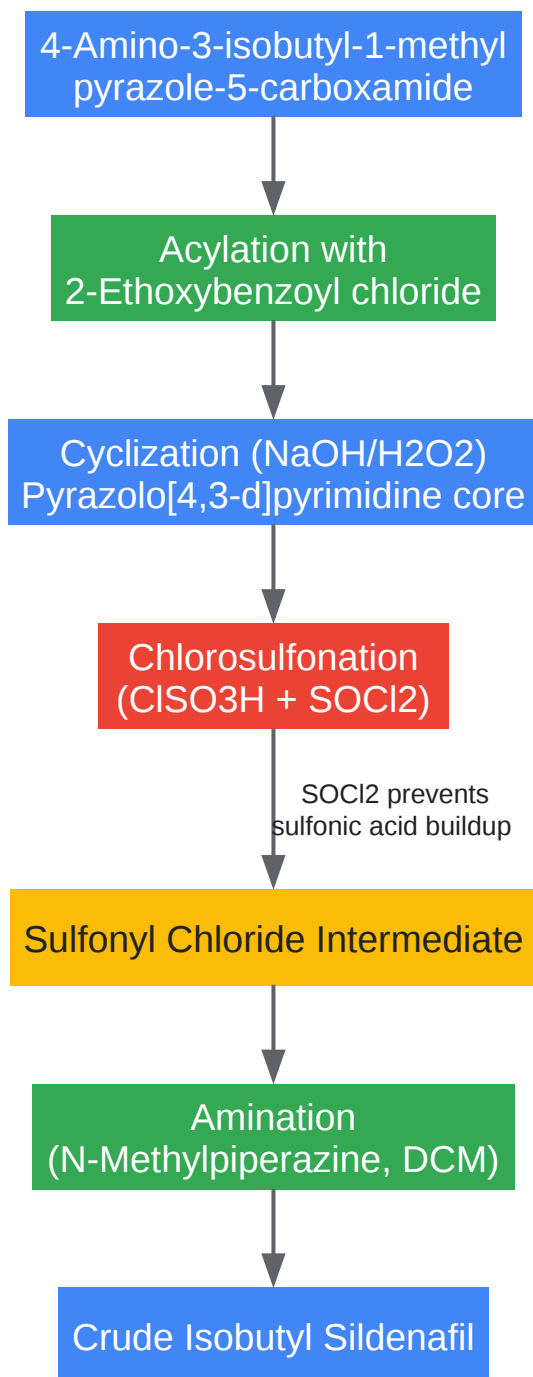 4-Amino-3-isobutyl-1-methyl
pyrazole-5-carboxamide
Acylation with
2-Ethoxybenzoyl chloride
Cyclization (NaOH/H2O2)
Pyrazolo[4,3-d]pyrimidine core
Chlorosulfonation
(ClSO3H + SOCl2)
SOCl2 prevents
sulfonic acid buildup
Sulfonyl Chloride Intermediate
Amination
(N-Methylpiperazine, DCM)
Crude Isobutyl Sildenafil